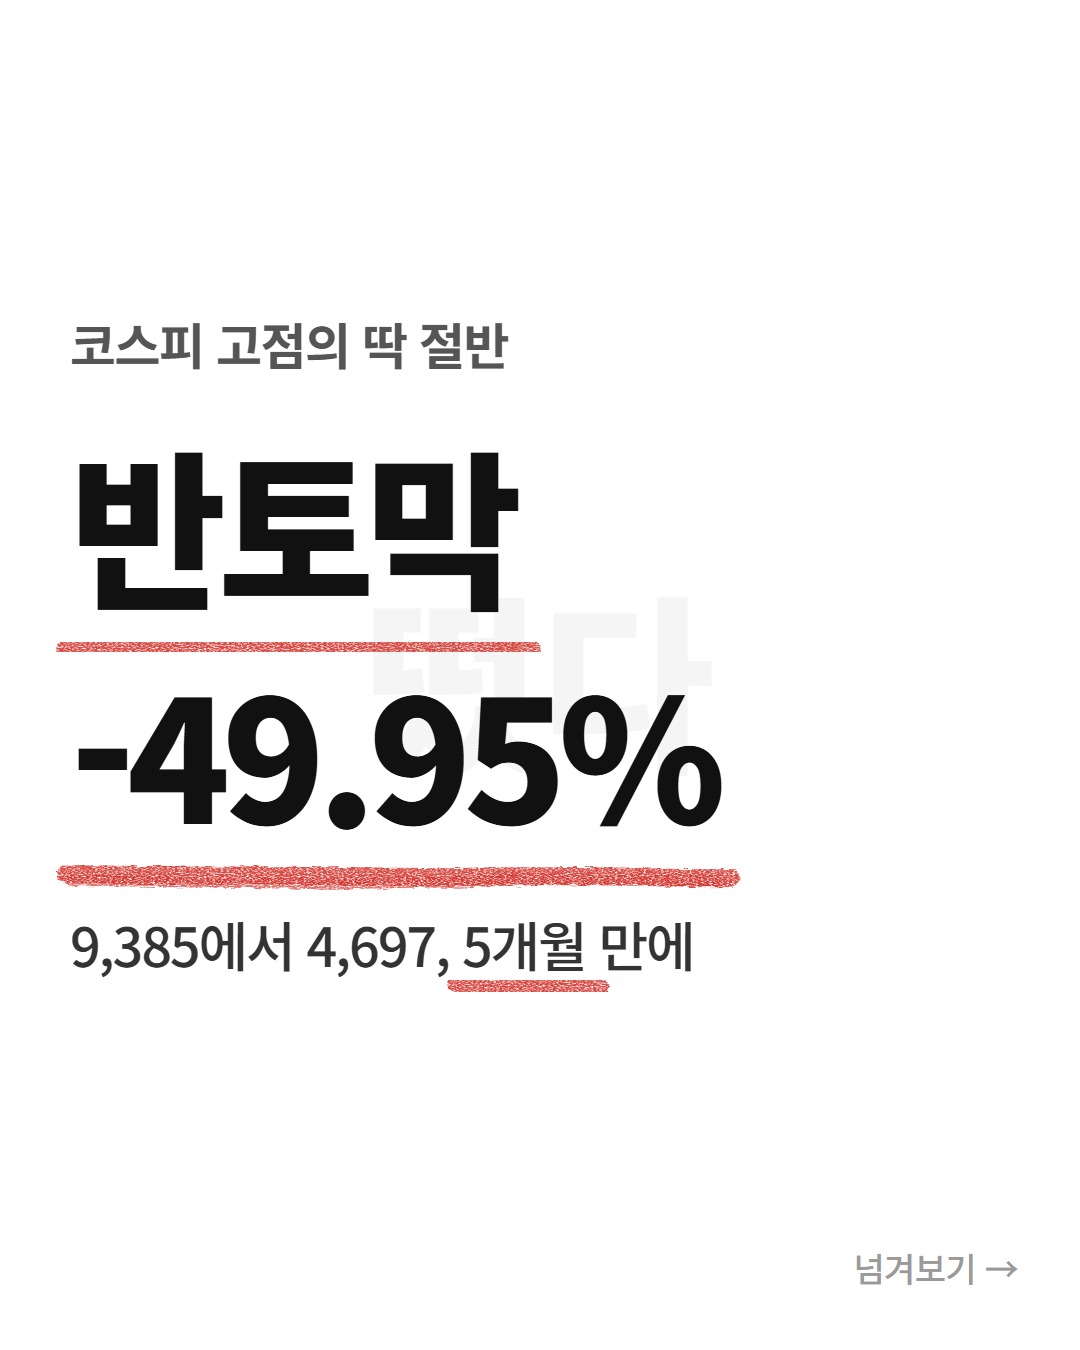 코스피 고점의 딱 절반
반토막
-49.95%
9,385에서 4,697, 5개월 만에
넘겨보기 →